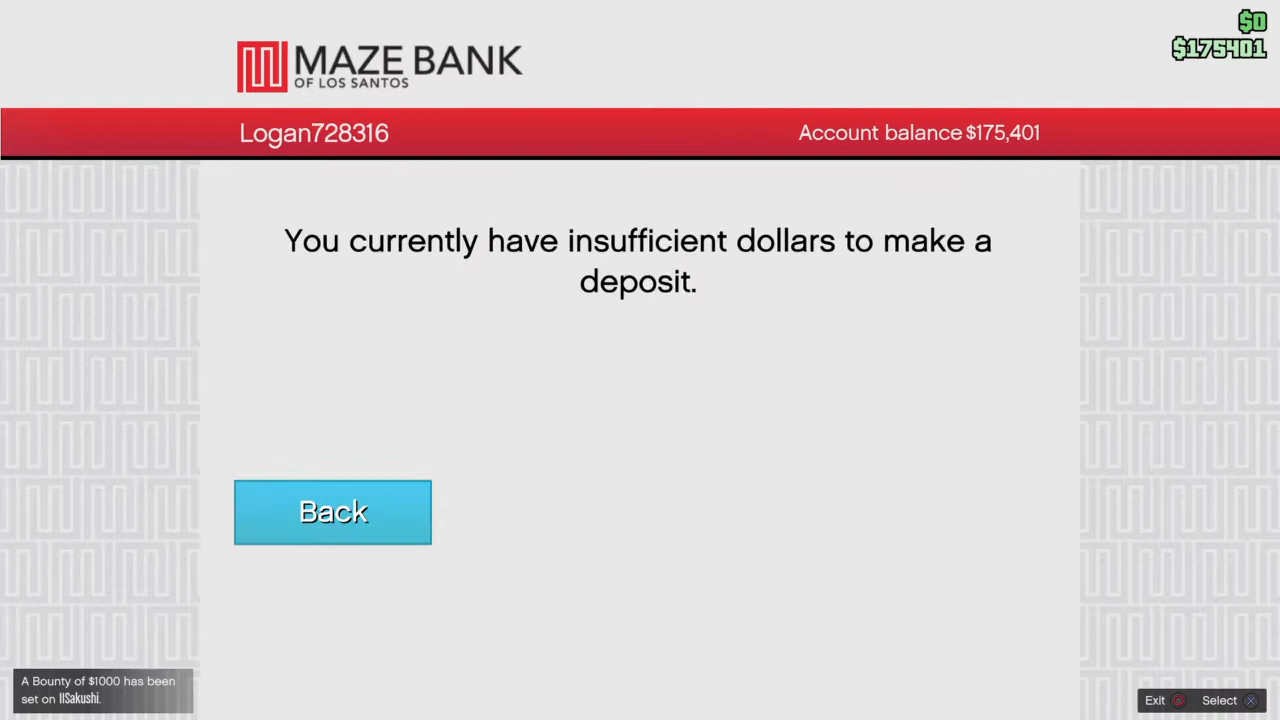 $0
$175401
MAZE BANK
OF LOS SANTOS
Logan728316
Account balance $175,401
You currently have insufficient dollars to make a
deposit.
Back
A Bounty of $1000 has been
set on IISakushi.
Exit
Select